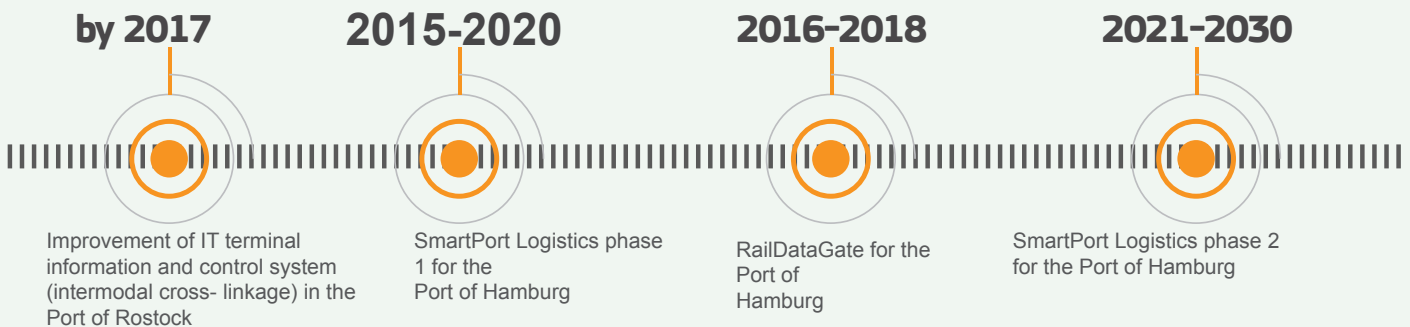 by 2017
Improvement of IT terminal
information and control system
(intermodal cross- linkage) in the
Port of Rostock
2015-2020
SmartPort Logistics phase
1 for the
Port of Hamburg
2016-2018
RailDataGate for the
Port of
Hamburg
2021-2030
SmartPort Logistics phase 2
for the Port of Hamburg